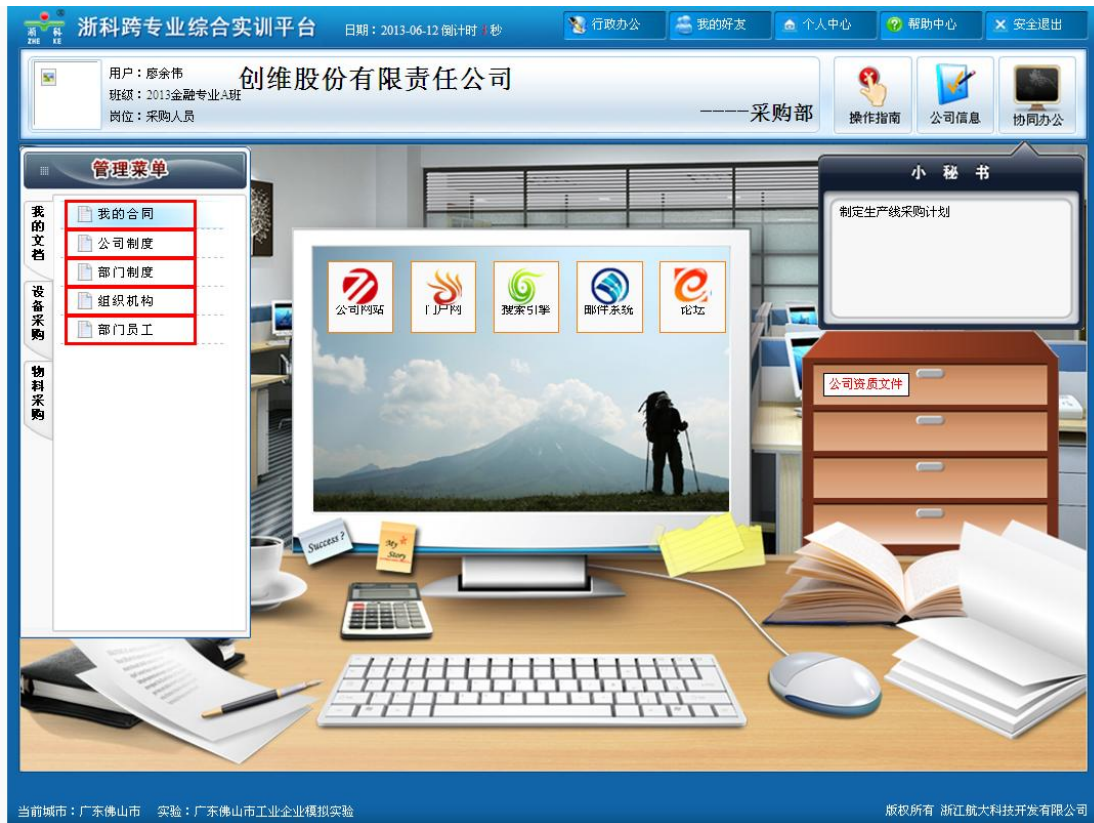 浙科
ZHE KE
浙科跨专业综合实训平台
日期：2013-06-12 倒计时 1 秒
行政办公
我的好友
个人中心
帮助中心
安全退出
用户：廖余伟
班级：2013金融专业A班
岗位：采购人员
创维股份有限责任公司
----采购部
操作指南
公司信息
协同办公
管理菜单
我的文档
设备采购
物料采购
我的合同
公司制度
部门制度
组织机构
部门员工
公司网站
门户网
搜索引擎
邮件系统
论坛
小秘书
制定生产线采购计划
公司资质文件
Success?
My
Story
当前城市：广东佛山市 实验：广东佛山市工业企业模拟实验
版权所有 浙江航大科技开发有限公司